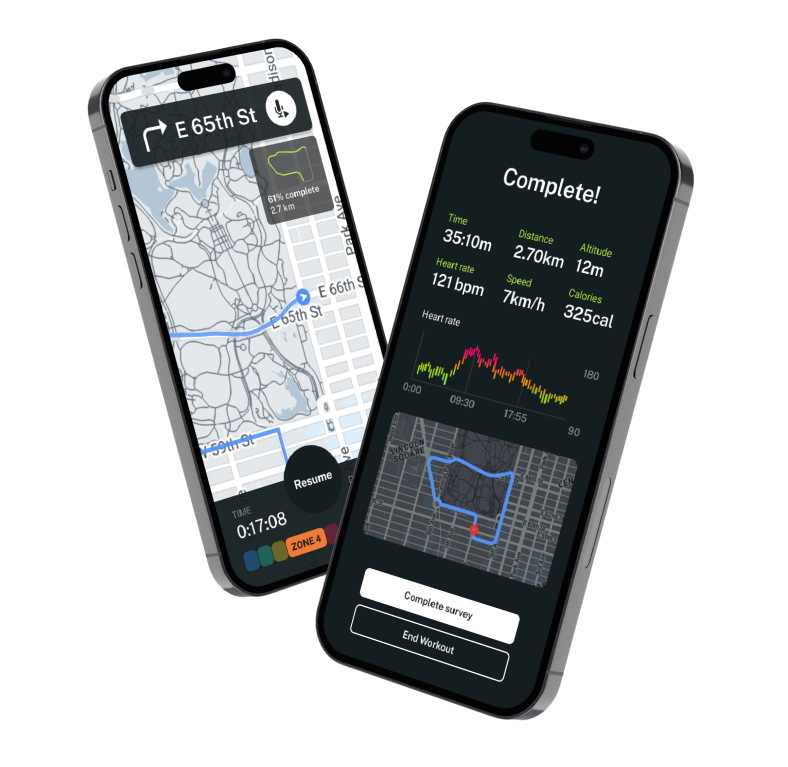 E 65th St
61% complete
2.7 km
Park Ave
E 66th S
E 65th St
59th St
Resume
TIME
0:17:08
ZONE 4
Complete!
Time
35:10m
Distance
2.70km
Altitude
12m
Heart rate
121 bpm
Speed
7km/h
Calories
325cal
Heart rate
180
0:00
09:30
17:55
90
LINCOLN
SQUARE
LEN
Complete survey
End Workout